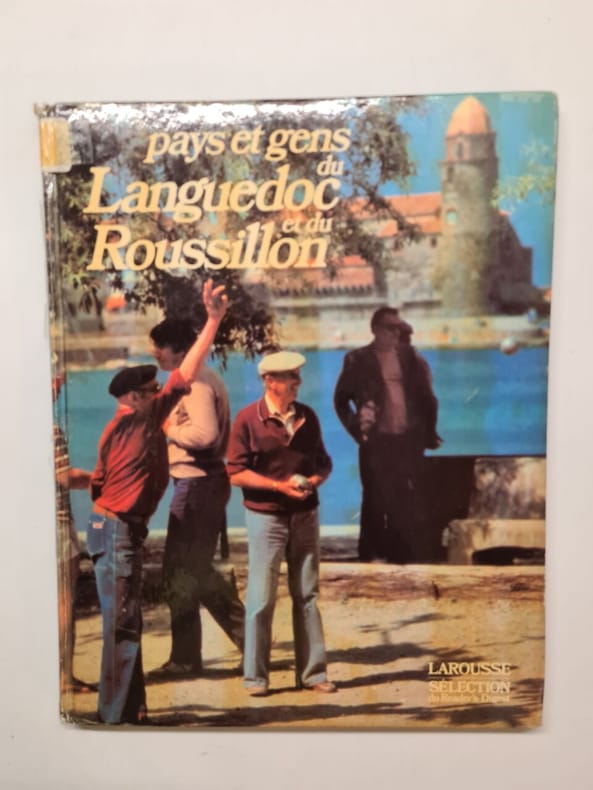 pays et gens
du
Languedoc
et du
Roussillon
LAROUSSE
SÉLECTION
du Reader's Digest